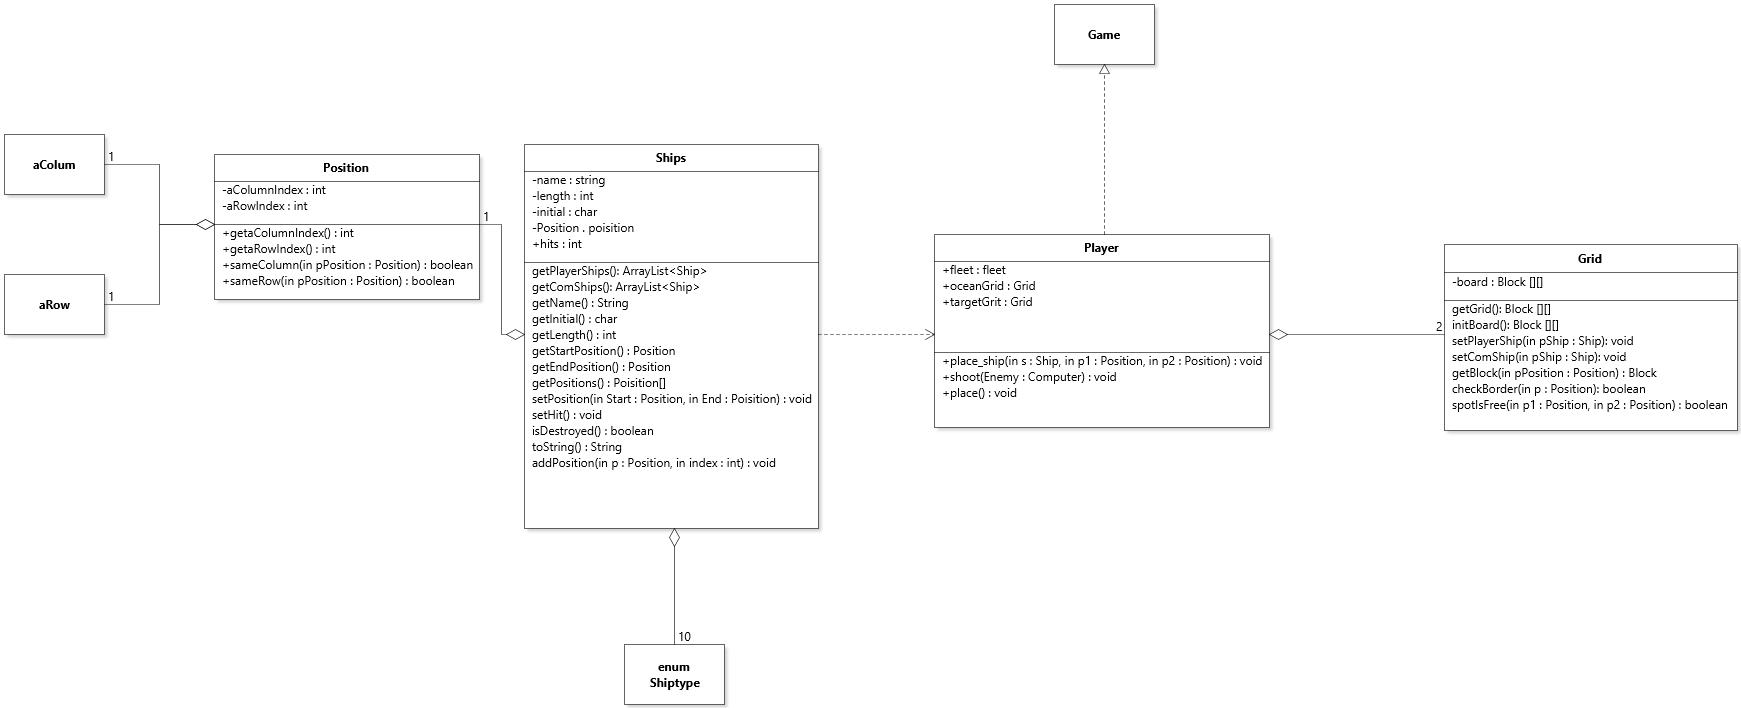 Game
aColum
1
aRow
1
Position
-aColumnIndex : int
-aRowIndex : int
+getaColumnIndex() : int
+getaRowIndex() : int
+sameColumn(in pPosition : Position) : boolean
+sameRow(in pPosition : Position) : boolean
1
Ships
-name : string
-length : int
-initial : char
-Position . poisition
+hits : int
getPlayerShips(): ArrayList<Ship>
getComShips(): ArrayList<Ship>
getName() : String
getInitial() : char
getLength() : int
getStartPosition() : Position
getEndPosition() : Position
getPositions() : Poisition[]
setPosition(in Start : Position, in End : Poisition) : void
setHit() : void
isDestroyed() : boolean
toString() : String
addPosition(in p : Position, in index : int) : void
10
enum
Shiptype
Player
+fleet : fleet
+oceanGrid : Grid
+targetGrit : Grid
+place_ship(in s : Ship, in p1 : Position, in p2 : Position) : void
+shoot(Enemy : Computer) : void
+place() : void
2
Grid
-board : Block [][]
getGrid(): Block [][]
initBoard(): Block [][]
setPlayerShip(in pShip : Ship): void
setComShip(in pShip : Ship): void
getBlock(in pPosition : Position) : Block
checkBorder(in p : Position): boolean
spotIsFree(in p1 : Position, in p2 : Position) : boolean